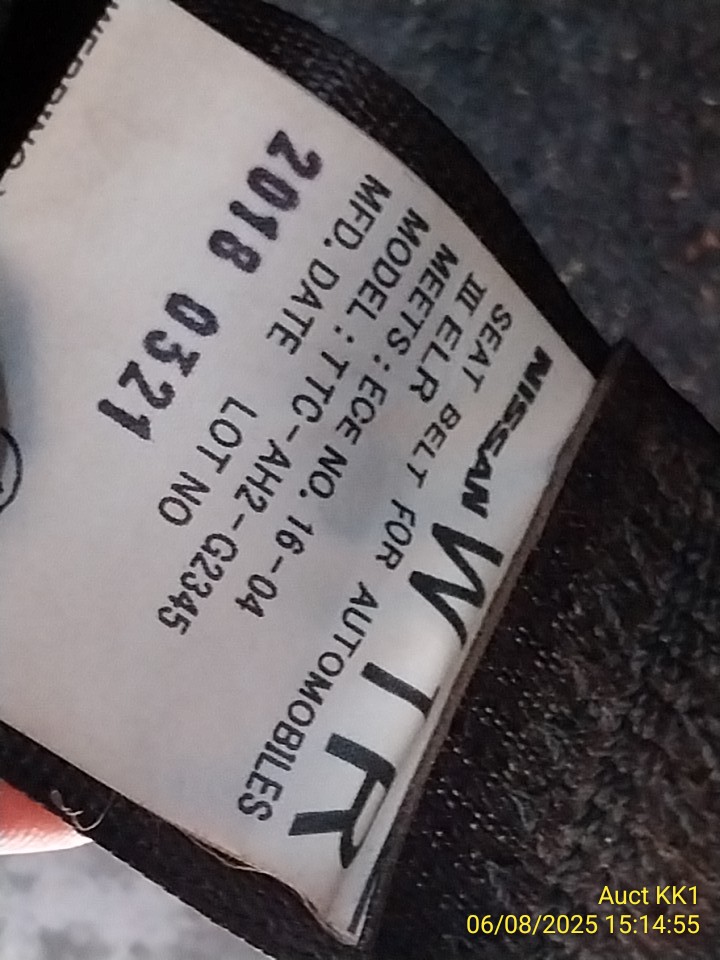 NISSAN WTR
SEAT BELT FOR AUTOMOBILES
III ELR
MEETS : ECE NO. 16-04
MODEL : TTC-AH2-G2345
MFD. DATE LOT NO
2018 0321
Auct KK1
06/08/2025 15:14:55